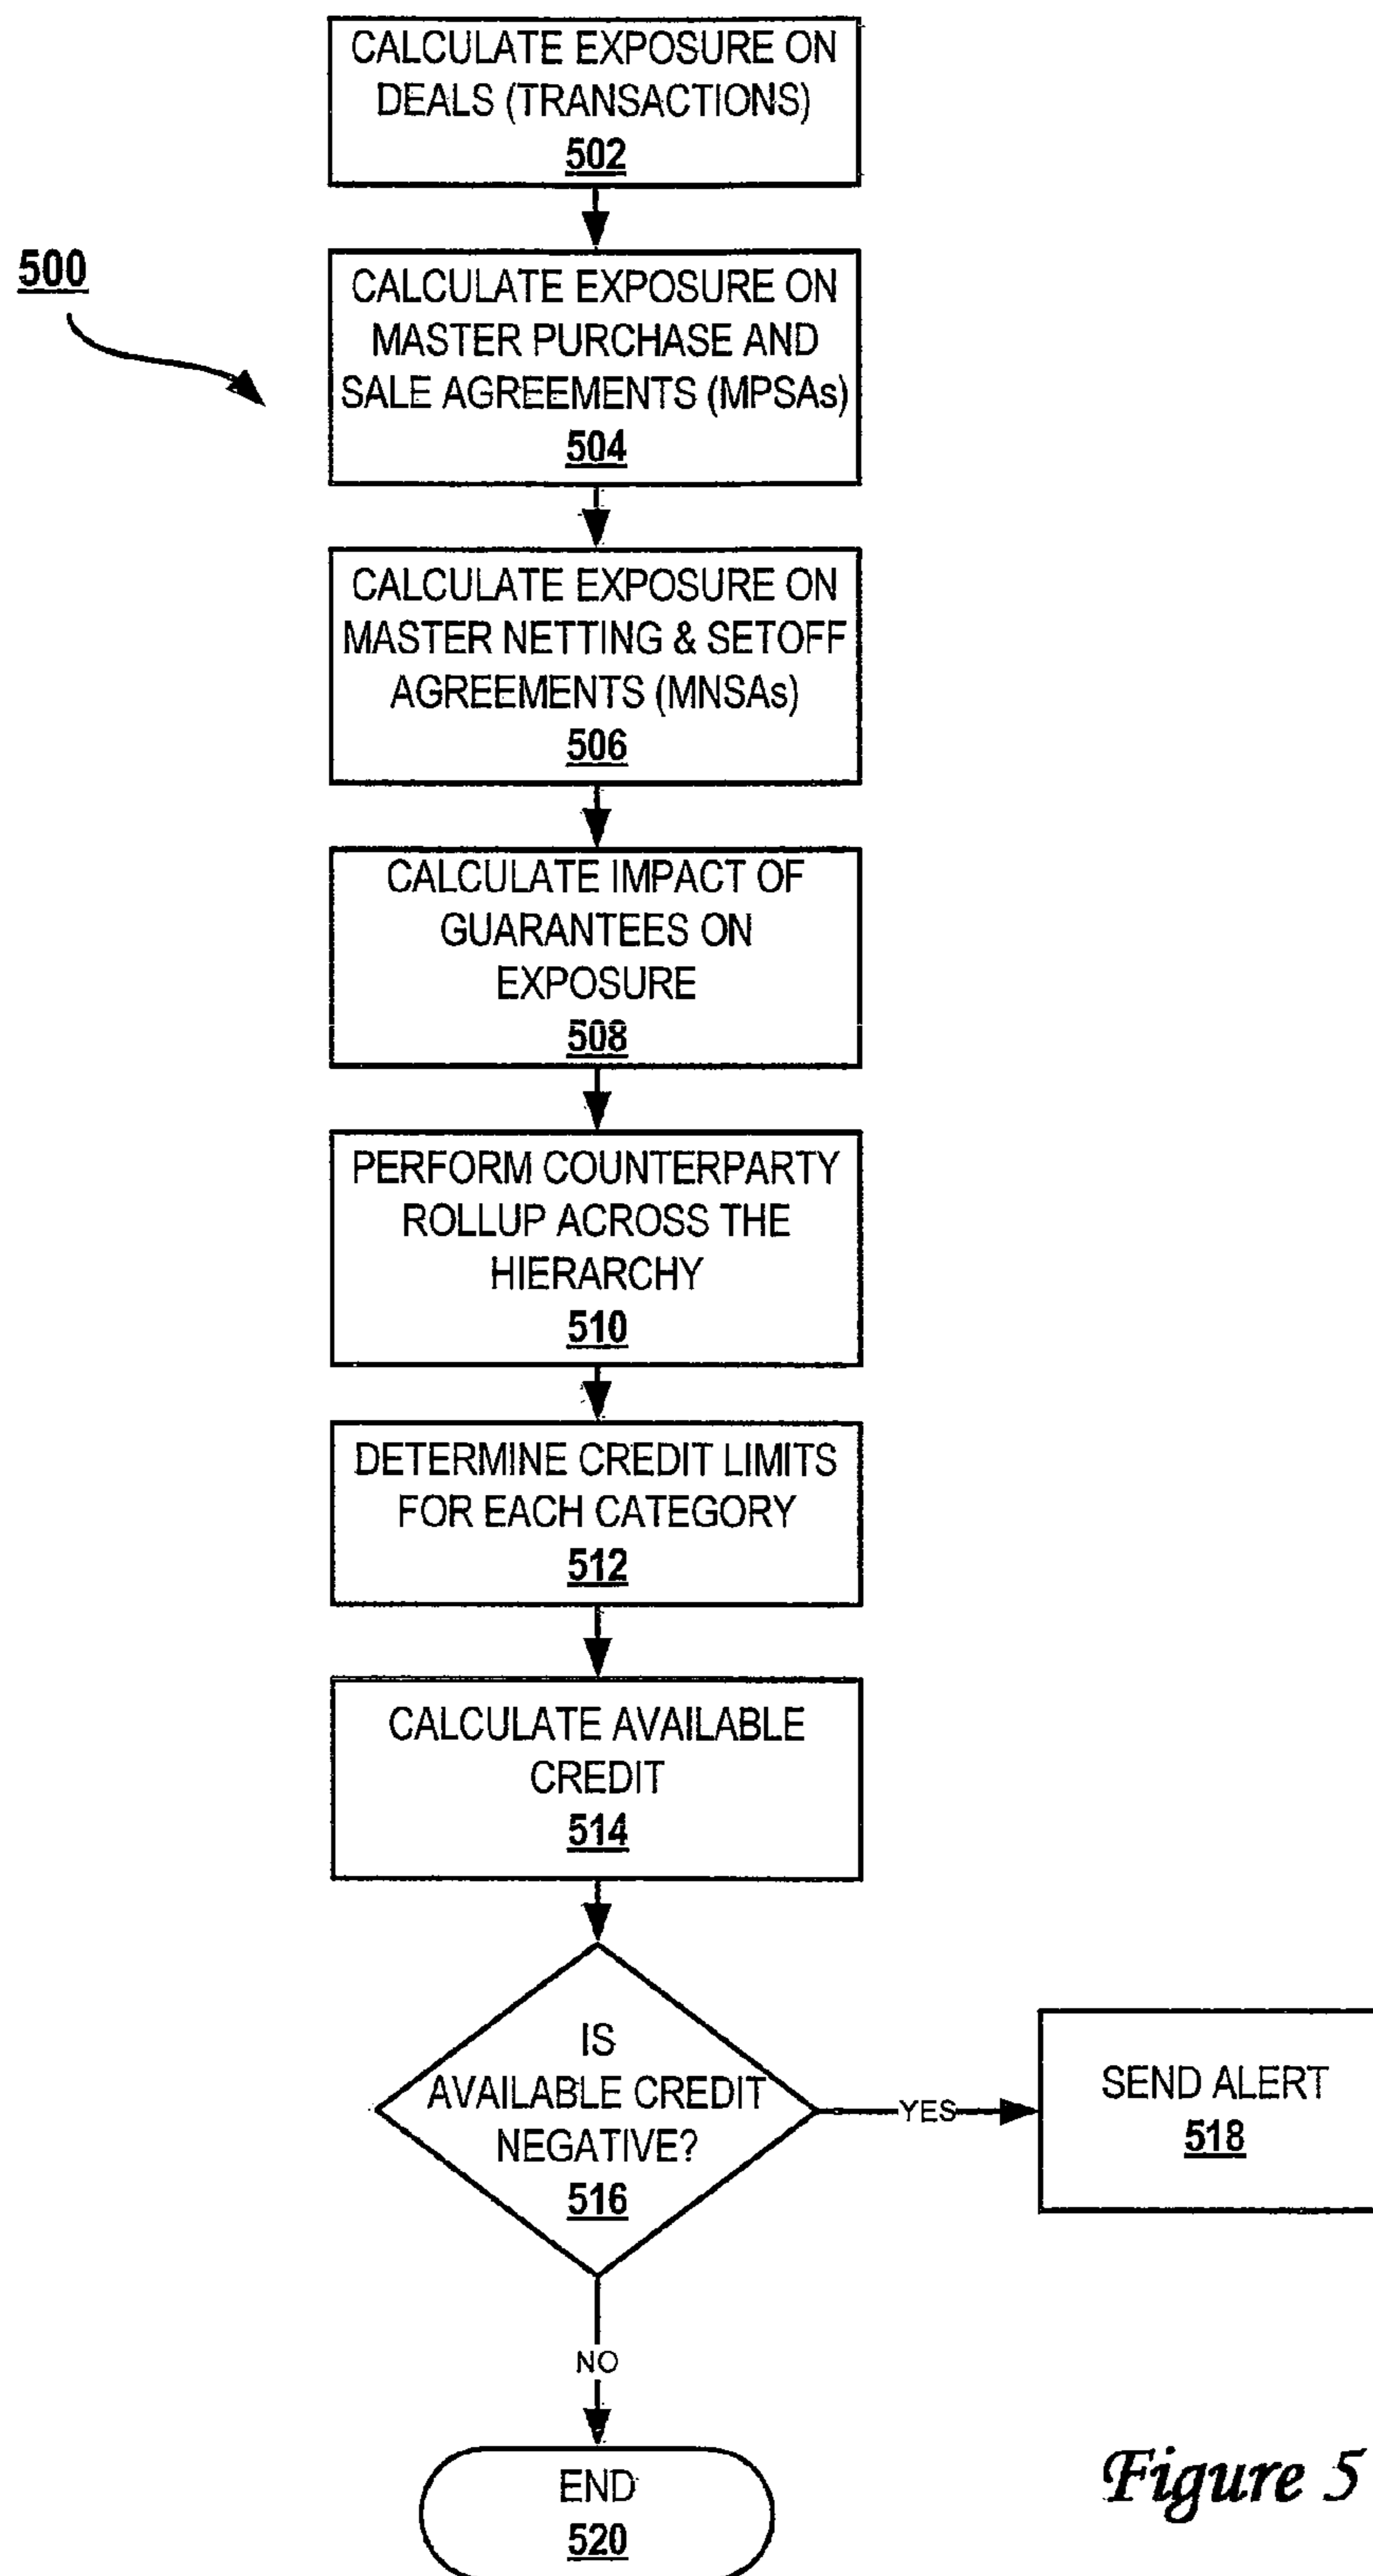 CALCULATE EXPOSURE ON
DEALS (TRANSACTIONS)
502
500
CALCULATE EXPOSURE ON
MASTER PURCHASE AND
SALE AGREEMENTS (MPSAs)
504
CALCULATE EXPOSURE ON
MASTER NETTING & SETOFF
AGREEMENTS (MNSAs)
506
CALCULATE IMPACT OF
GUARANTEES ON
EXPOSURE
508
PERFORM COUNTERPARTY
ROLLUP ACROSS THE
HIERARCHY
510
DETERMINE CREDIT LIMITS
FOR EACH CATEGORY
512
CALCULATE AVAILABLE
CREDIT
514
IS
AVAILABLE CREDIT
NEGATIVE?
516
YES
SEND ALERT
518
NO
END
520
Figure 5